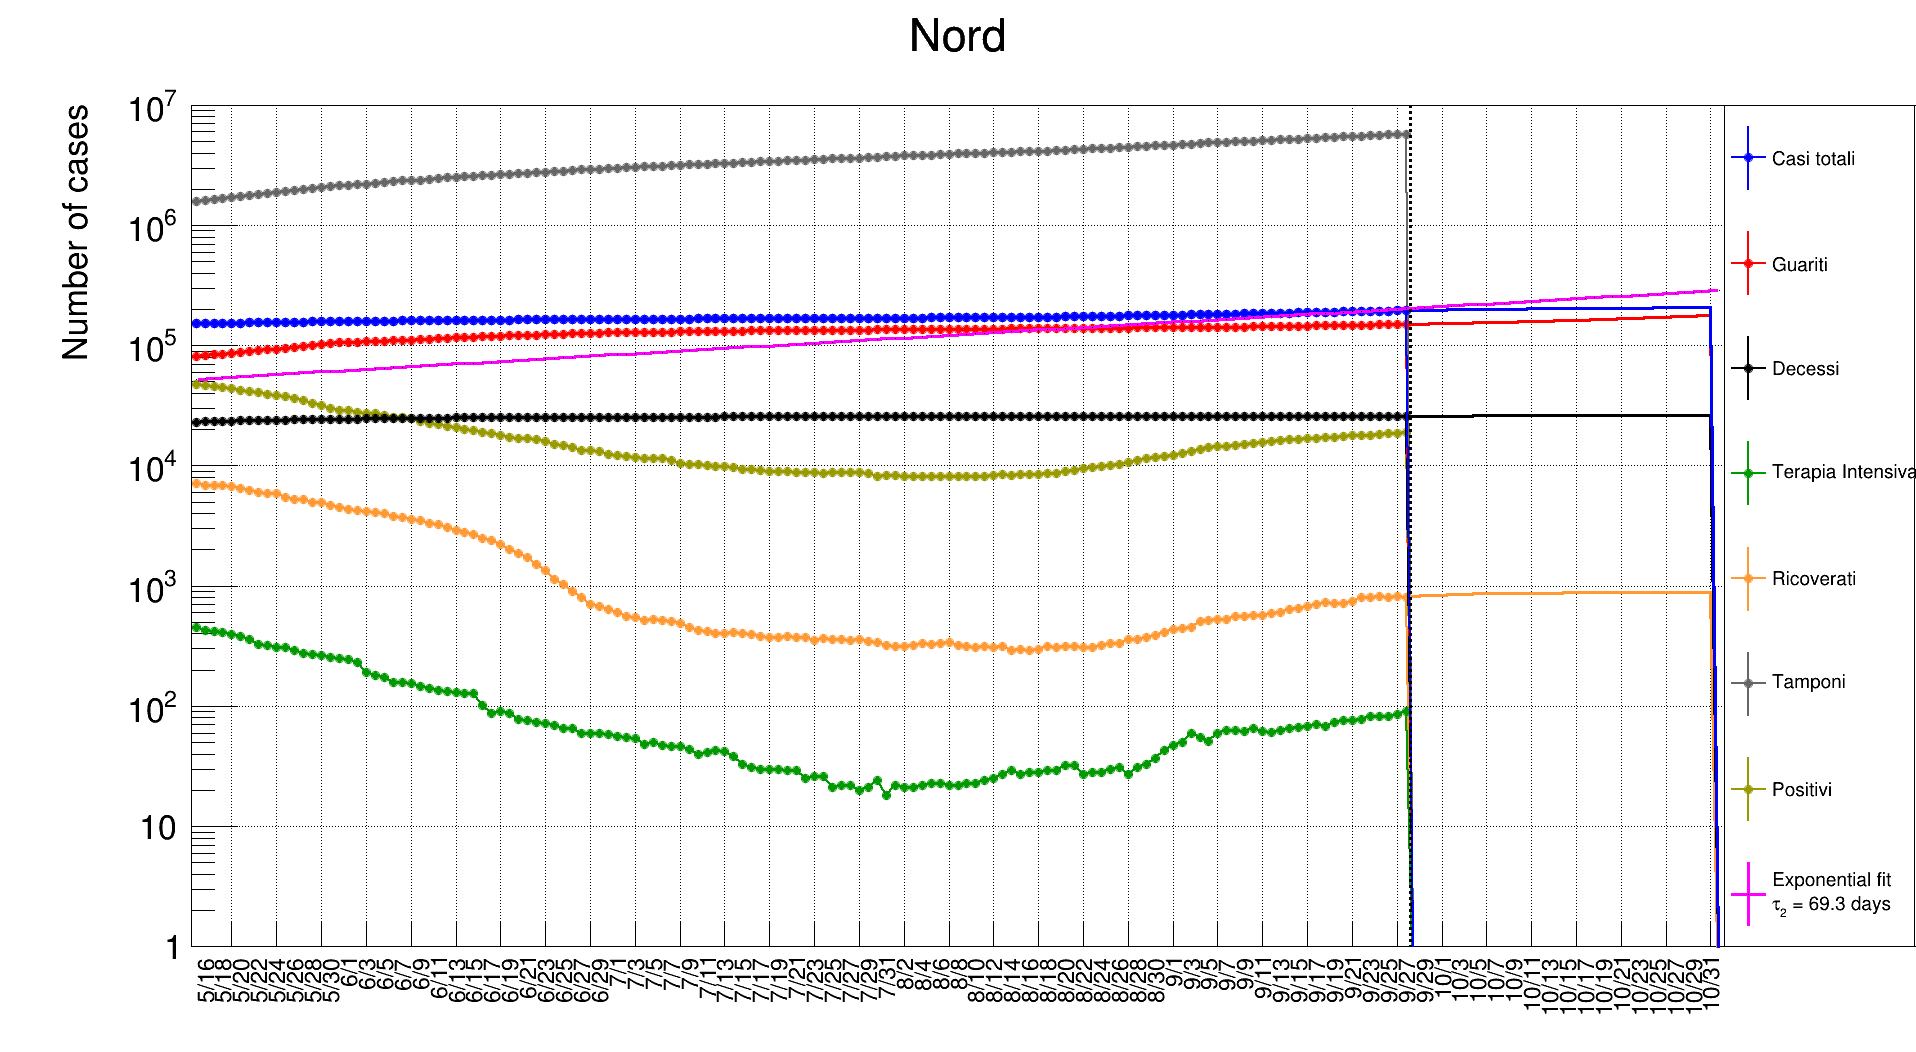 Nord
Number of cases
10^7
10^6
10^5
10^4
10^3
10^2
10
1
5/16 5/18 5/20 5/22 5/24 5/26 5/28 5/30 6/1 6/3 6/5 6/7 6/9 6/11 6/13 6/15 6/17 6/19 6/21 6/23 6/25 6/27 6/29 7/1 7/3 7/5 7/7 7/9 7/11 7/13 7/15 7/17 7/19 7/21 7/23 7/25 7/27 7/29 7/31 8/2 8/4 8/6 8/8 8/10 8/12 8/14 8/16 8/18 8/20 8/22 8/24 8/26 8/28 8/30 9/1 9/3 9/5 9/7 9/9 9/11 9/13 9/15 9/17 9/19 9/21 9/23 9/25 9/27 9/29 10/1 10/3 10/5 10/7 10/9 10/11 10/13 10/15 10/17 10/19 10/21 10/23 10/25 10/27 10/29 10/31
Casi totali
Guariti
Decessi
Terapia Intensiva
Ricoverati
Tamponi
Positivi
Exponential fit
τ₂ = 69.3 days